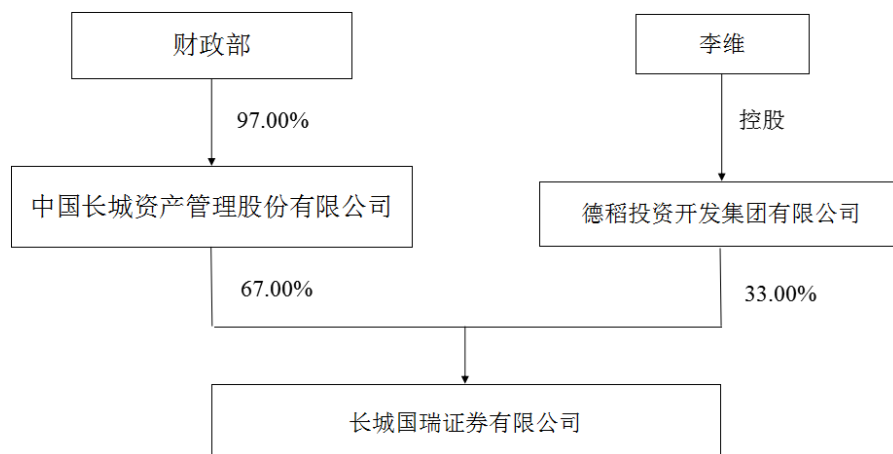 财政部
李维
97.00%
控股
中国长城资产管理股份有限公司
德稻投资开发集团有限公司
67.00%
33.00%
长城国瑞证券有限公司